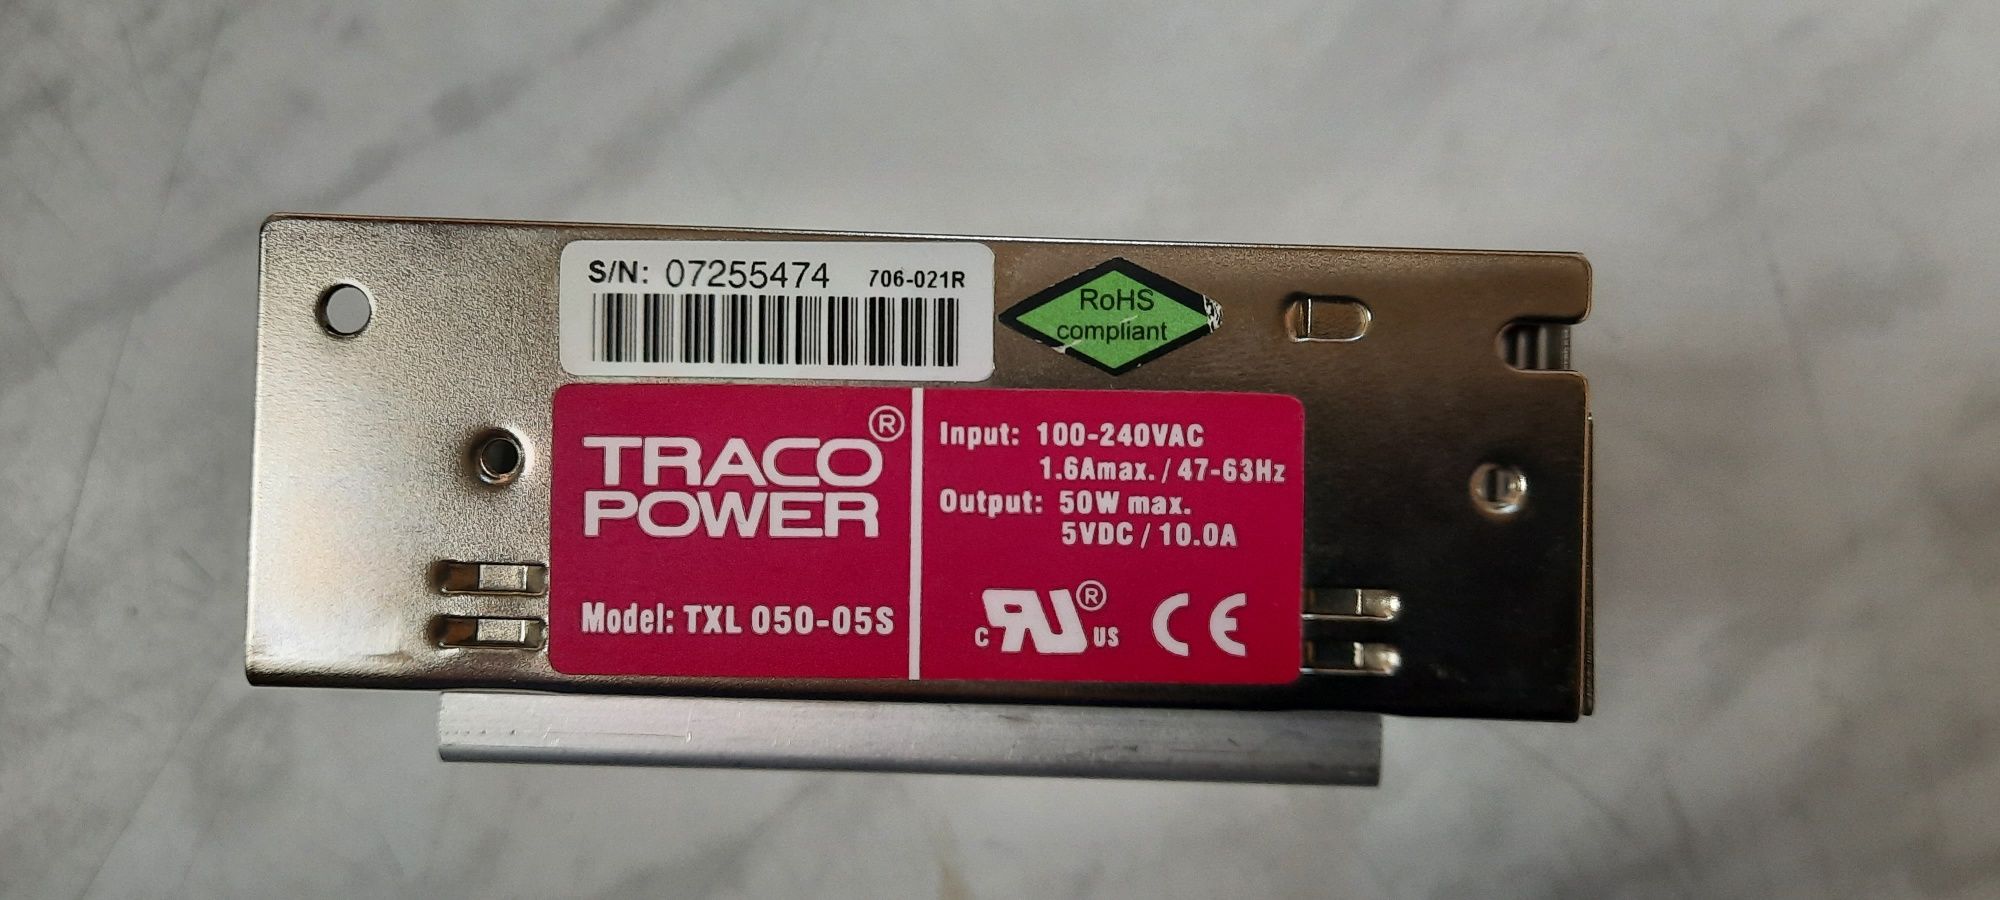 S/N: 07255474 706-021R
RoHS
compliant
TRACO ®
POWER
Model: TXL 050-05S
Input: 100-240VAC
1.6Amax. / 47-63Hz
Output: 50W max.
5VDC / 10.0A
c RU ® US CE